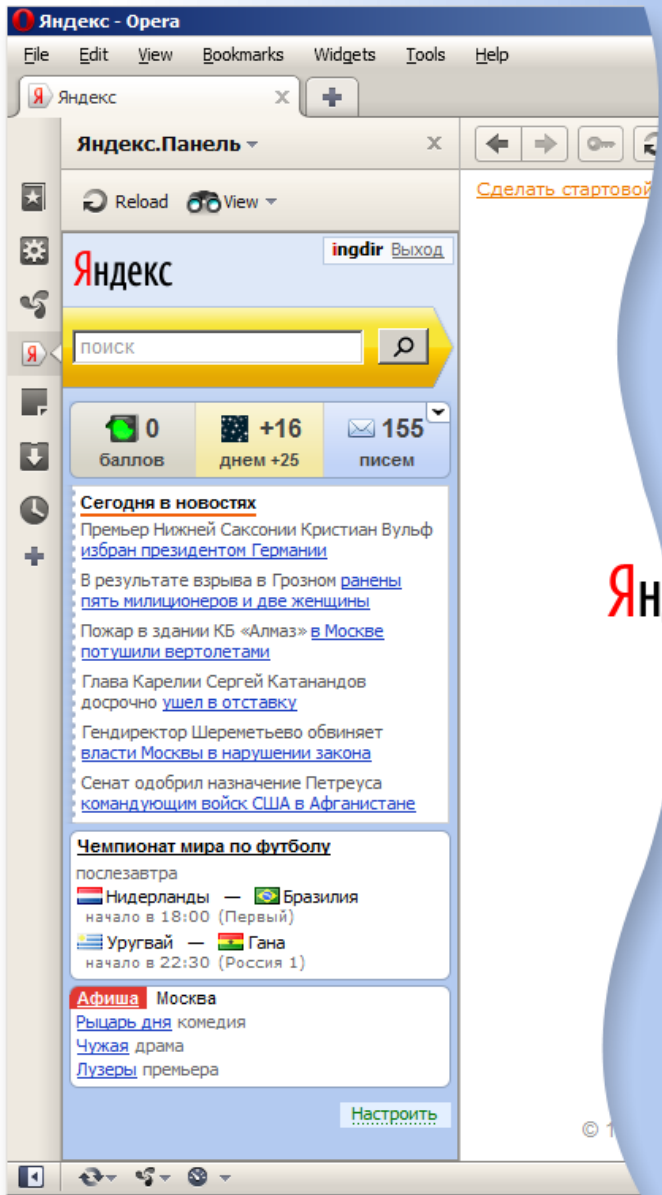 Яндекс - Opera
File Edit View Bookmarks Widgets Tools Help
Яндекс
Яндекс.Панель
Reload View
Сделать стартовой
Яндекс
ingdir Выход
поиск
0 +16 155
баллов днем +25 писем
Сегодня в новостях
Премьер Нижней Саксонии Кристиан Вульф
избран президентом Германии
В результате взрыва в Грозном ранены
пять милиционеров и две женщины
Пожар в здании КБ «Алмаз» в Москве
потушили вертолетами
Глава Карелии Сергей Катанандов
досрочно ушел в отставку
Гендиректор Шереметьево обвиняет
власти Москвы в нарушении закона
Сенат одобрил назначение Петреуса
командующим войск США в Афганистане
Чемпионат мира по футболу
послезавтра
Нидерланды — Бразилия
начало в 18:00 (Первый)
Уругвай — Гана
начало в 22:30 (Россия 1)
Афиша Москва
Рыцарь дня комедия
Чужая драма
Лузеры премьера
Настроить
Ян
© 1